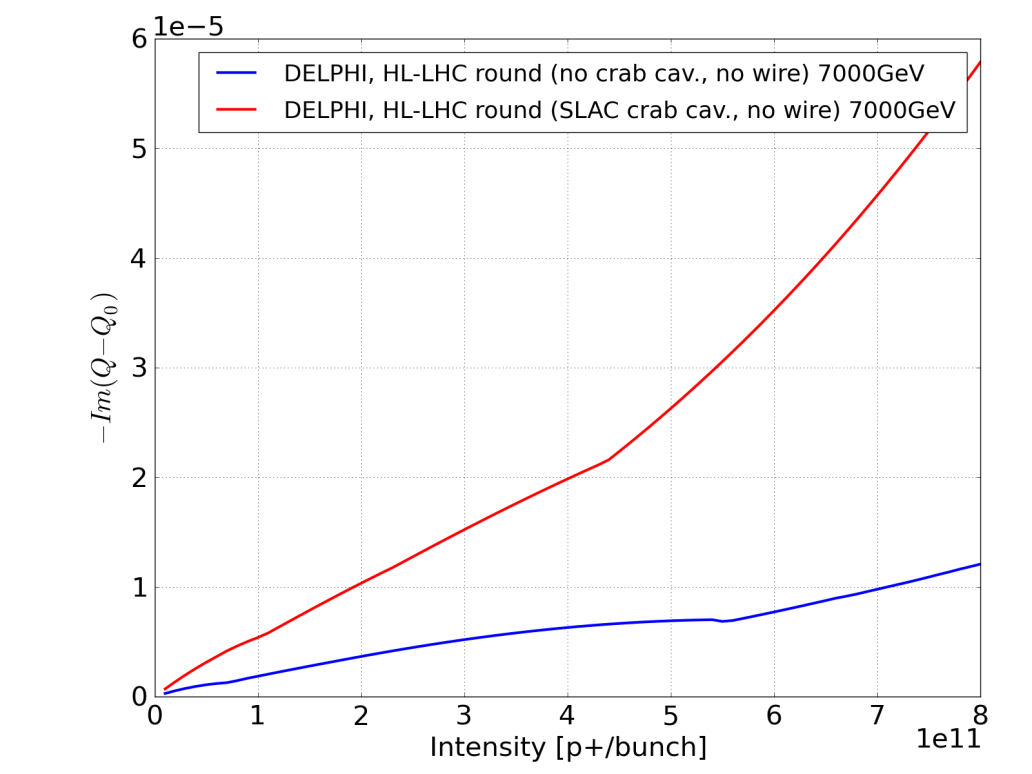 1e−5
DELPHI, HL-LHC round (no crab cav., no wire) 7000GeV
DELPHI, HL-LHC round (SLAC crab cav., no wire) 7000GeV
6
5
4
3
2
1
0
−Im(Q−Q₀)
0 1 2 3 4 5 6 7 8
1e11
Intensity [p+/bunch]